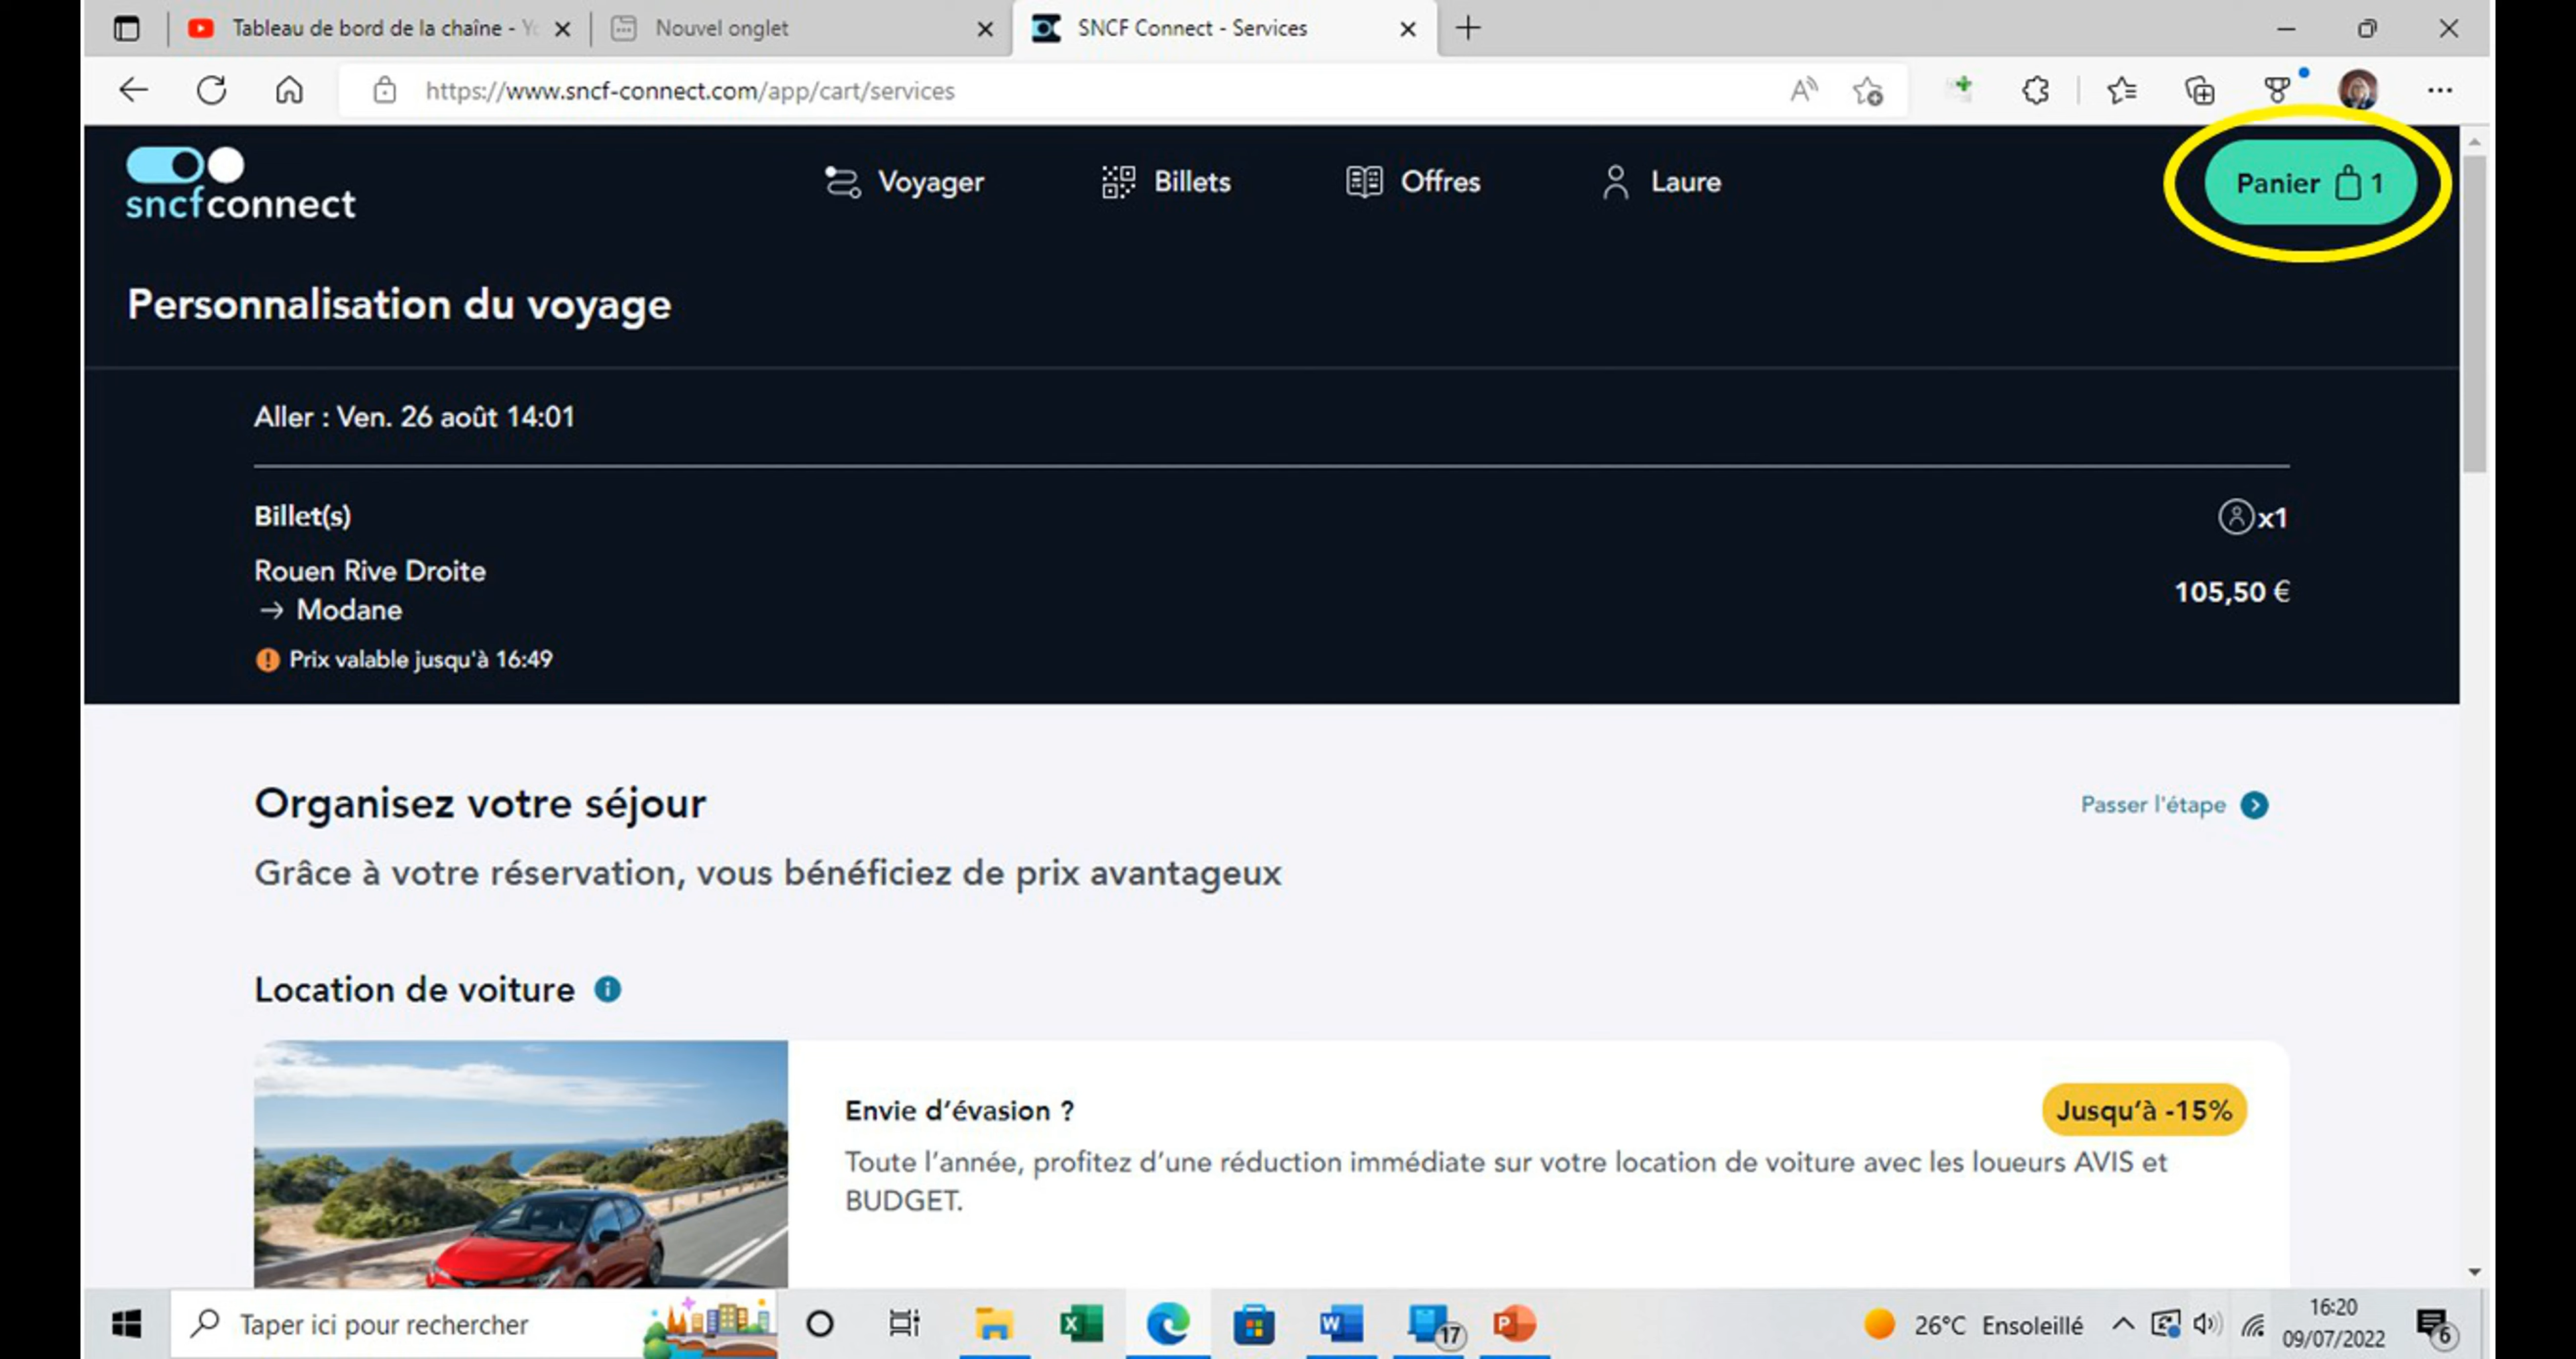 Tableau de bord de la chaîne - Yo
Nouvel onglet
SNCF Connect - Services
https://www.sncf-connect.com/app/cart/services
sncfconnect
Voyager
Billets
Offres
Laure
Panier 1
Personnalisation du voyage
Aller : Ven. 26 août 14:01
Billet(s)
x1
Rouen Rive Droite
→ Modane
105,50 €
Prix valable jusqu'à 16:49
Organisez votre séjour
Passer l'étape
Grâce à votre réservation, vous bénéficiez de prix avantageux
Location de voiture
Envie d’évasion ?
Jusqu’à -15%
Toute l’année, profitez d’une réduction immédiate sur votre location de voiture avec les loueurs AVIS et
BUDGET.
Taper ici pour rechercher
17
26°C Ensoleillé
16:20
09/07/2022
6